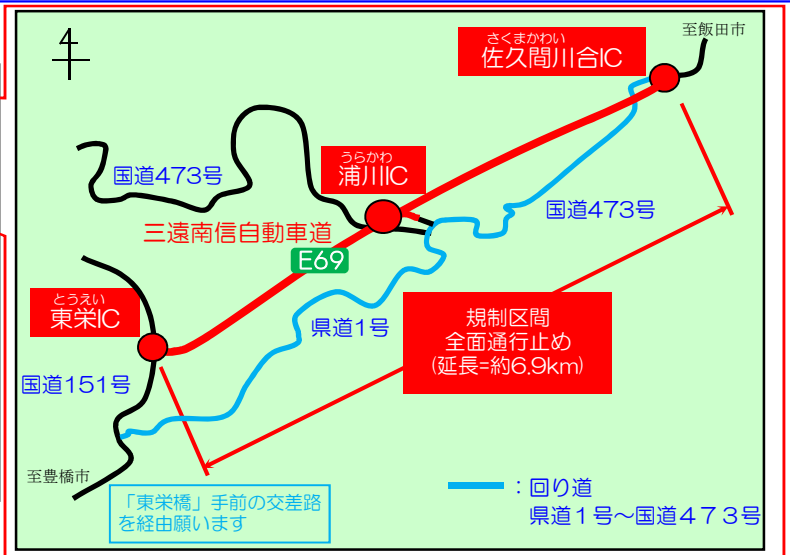 至飯田市
さくまかわい
佐久間川合IC
うらかわ
浦川IC
国道473号
国道473号
三遠南信自動車道
E69
とうえい
東栄IC
県道1号
規制区間
全面通行止め
(延長=約6.9km)
国道151号
至豊橋市
「東栄橋」手前の交差路
を経由願います
:回り道
県道1号～国道473号